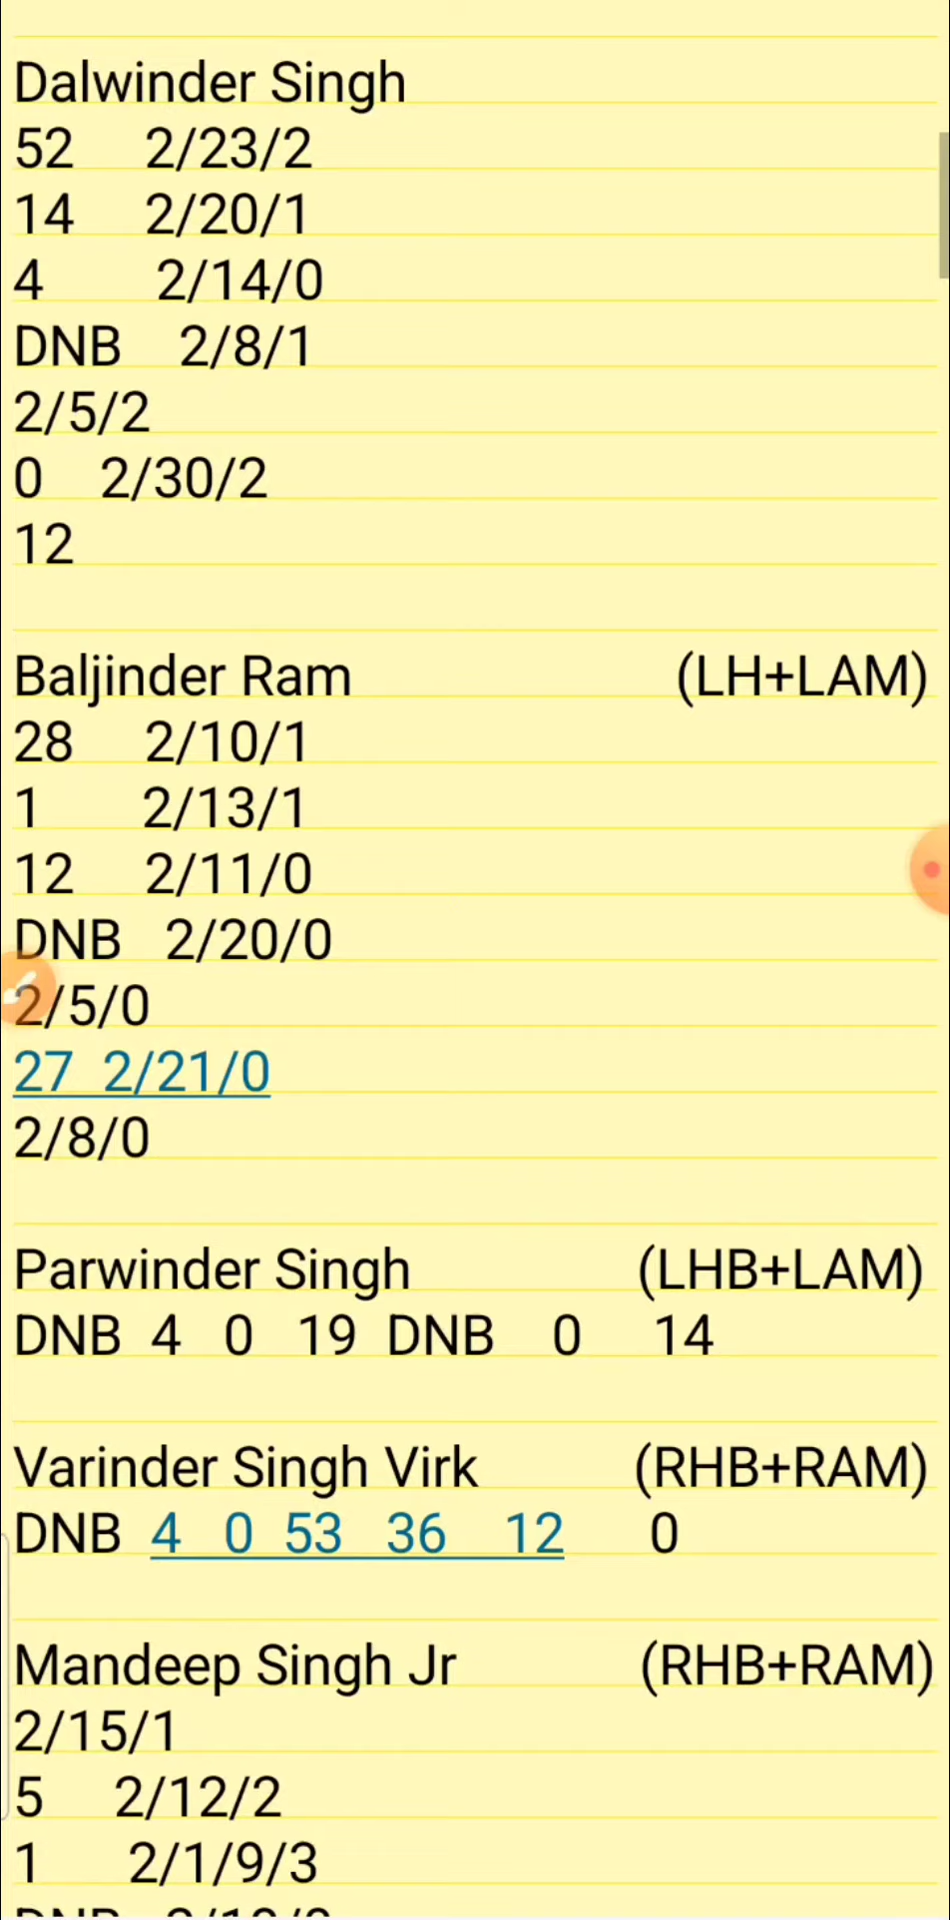 Dalwinder Singh
52 2/23/2
14 2/20/1
4 2/14/0
DNB 2/8/1
2/5/2
0 2/30/2
12
Baljinder Ram (LH+LAM)
28 2/10/1
1 2/13/1
12 2/11/0
DNB 2/20/0
2/5/0
27 2/21/0
2/8/0
Parwinder Singh (LHB+LAM)
DNB 4 0 19 DNB 0 14
Varinder Singh Virk (RHB+RAM)
DNB 4 0 53 36 12 0
Mandeep Singh Jr (RHB+RAM)
2/15/1
5 2/12/2
1 2/1/9/3